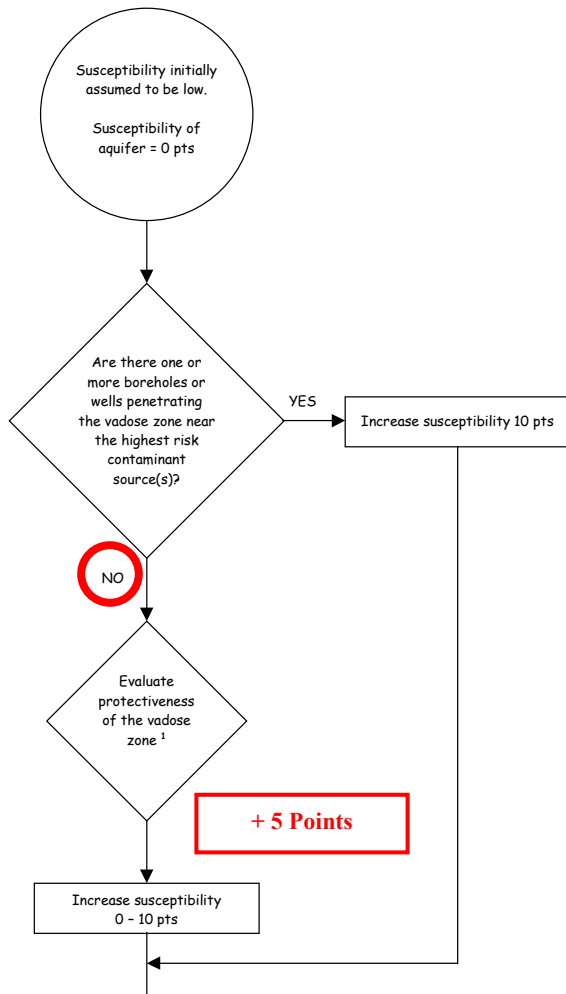 Susceptibility initially
assumed to be low.
Susceptibility of
aquifer = 0 pts
Are there one or
more boreholes or
wells penetrating
the vadose zone near
the highest risk
contaminant
source(s)?
YES
Increase susceptibility 10 pts
NO
Evaluate
protectiveness
of the vadose
zone ¹
+ 5 Points
Increase susceptibility
0 – 10 pts